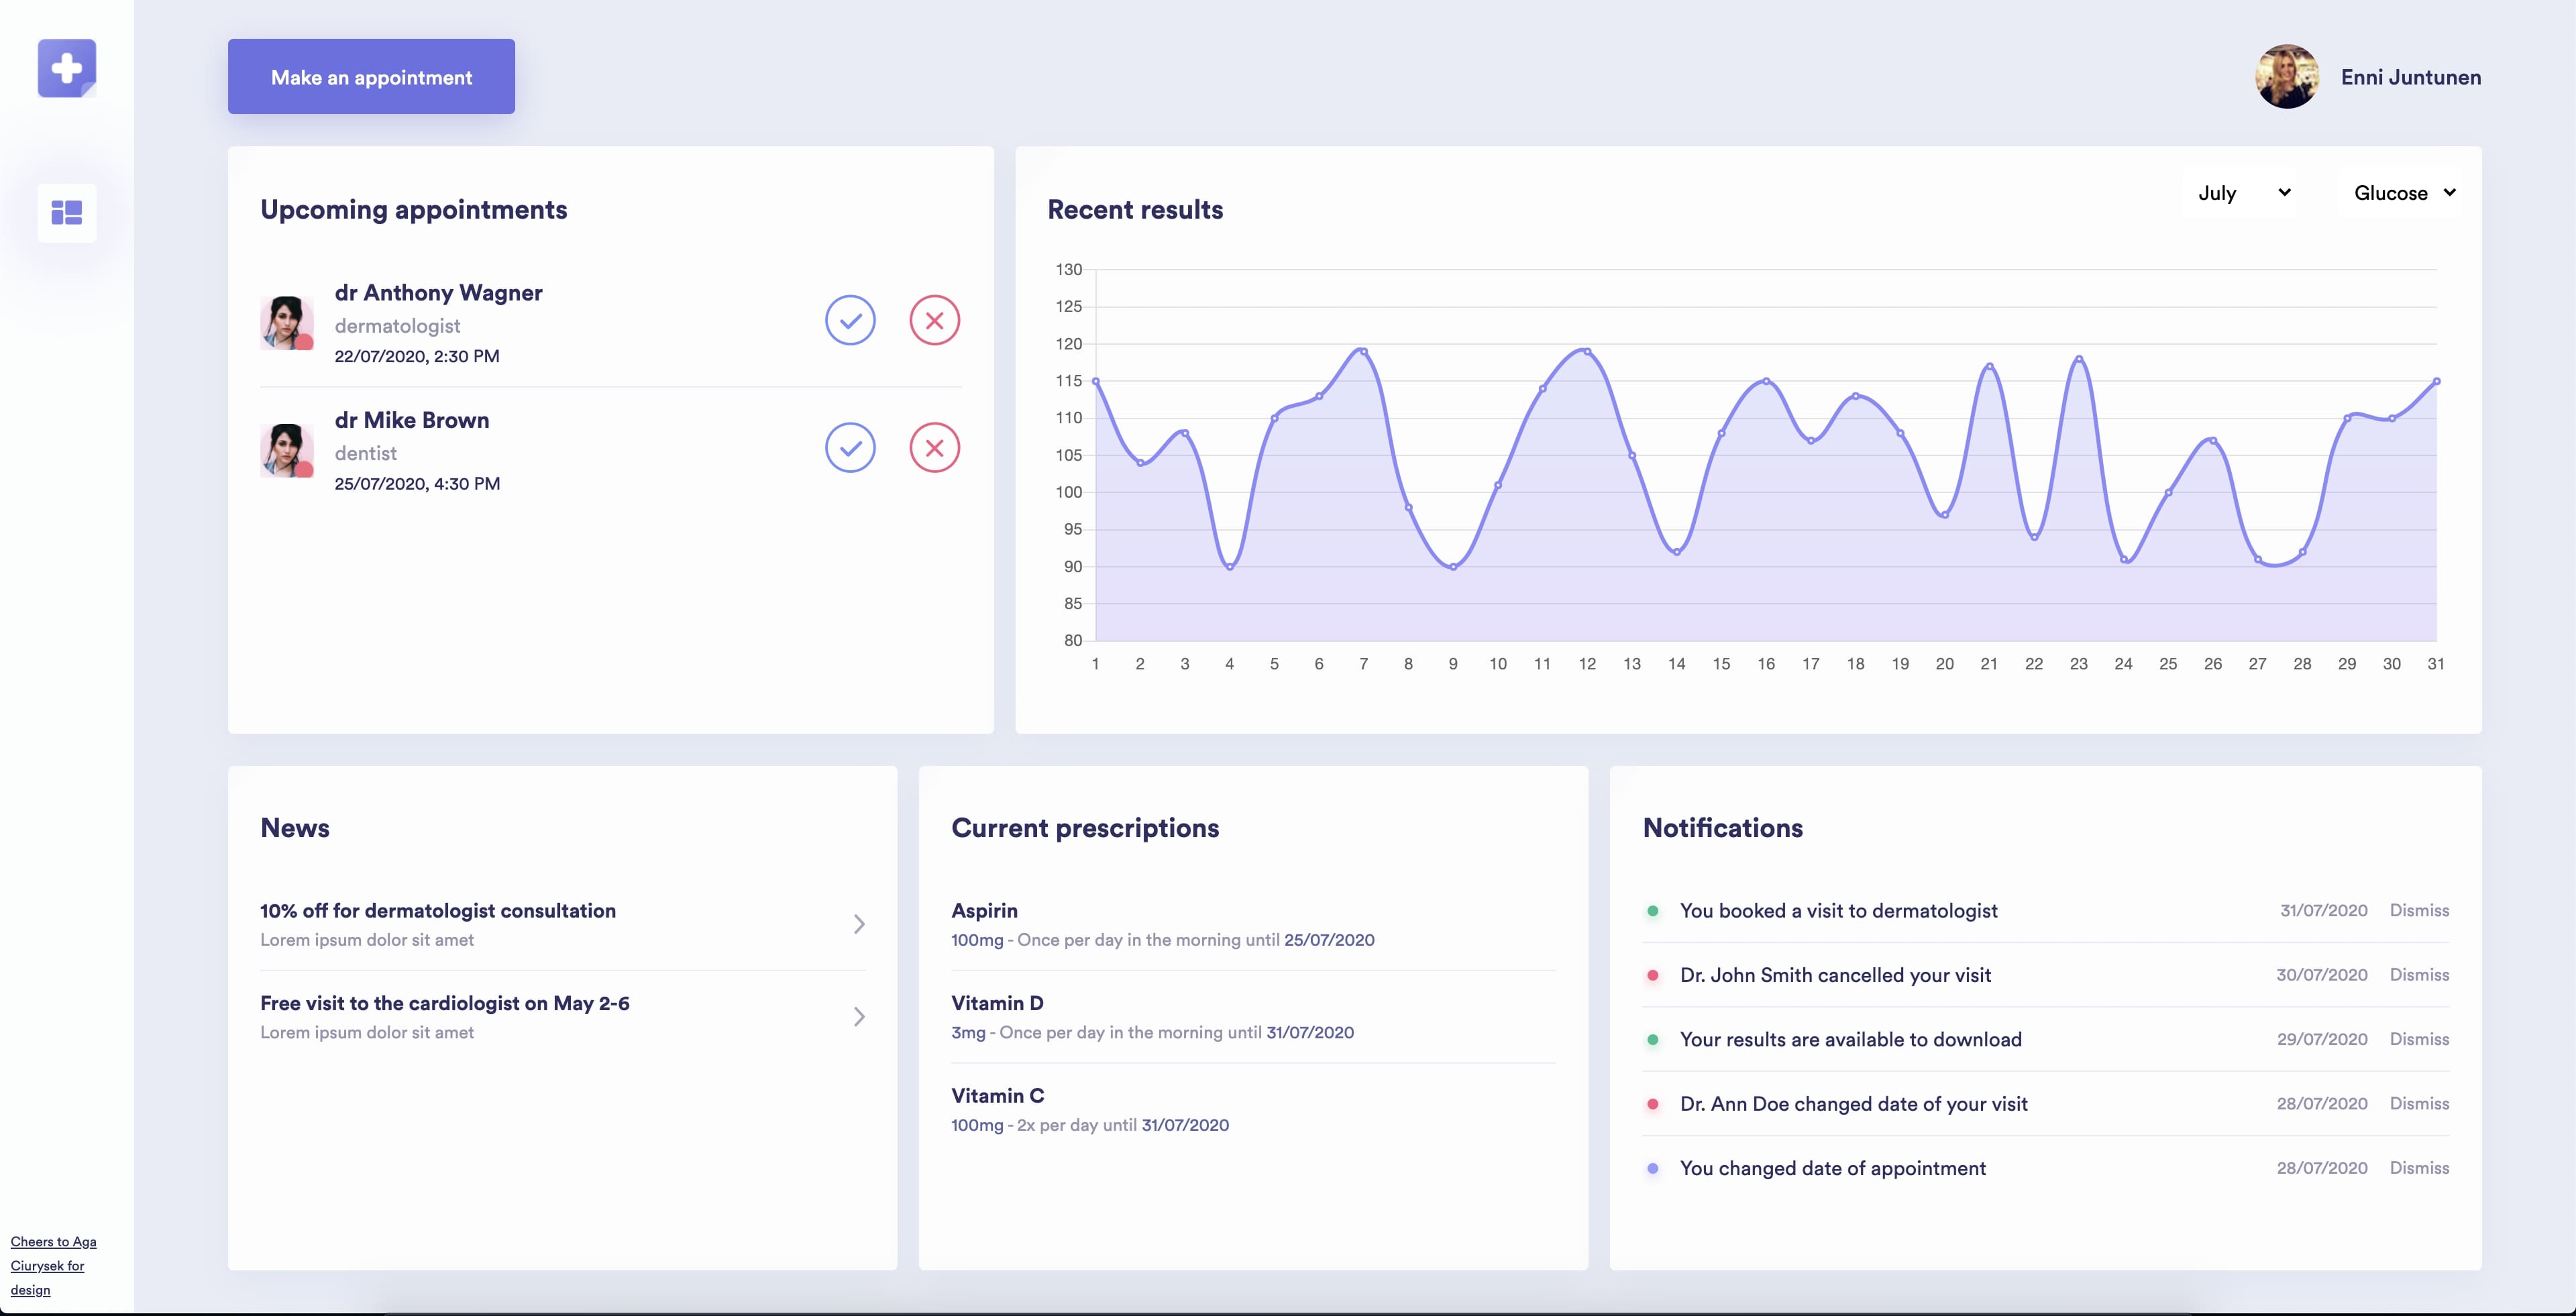 Make an appointment
Enni Juntunen
Upcoming appointments
dr Anthony Wagner
dermatologist
22/07/2020, 2:30 PM
dr Mike Brown
dentist
25/07/2020, 4:30 PM
Recent results
July
Glucose
130
125
120
115
110
105
100
95
90
85
80
1 2 3 4 5 6 7 8 9 10 11 12 13 14 15 16 17 18 19 20 21 22 23 24 25 26 27 28 29 30 31
News
10% off for dermatologist consultation
Lorem ipsum dolor sit amet
Free visit to the cardiologist on May 2-6
Lorem ipsum dolor sit amet
Current prescriptions
Aspirin
100mg - Once per day in the morning until 25/07/2020
Vitamin D
3mg - Once per day in the morning until 31/07/2020
Vitamin C
100mg - 2x per day until 31/07/2020
Notifications
You booked a visit to dermatologist 31/07/2020 Dismiss
Dr. John Smith cancelled your visit 30/07/2020 Dismiss
Your results are available to download 29/07/2020 Dismiss
Dr. Ann Doe changed date of your visit 28/07/2020 Dismiss
You changed date of appointment 28/07/2020 Dismiss
Cheers to Aga
Ciurysek for
design